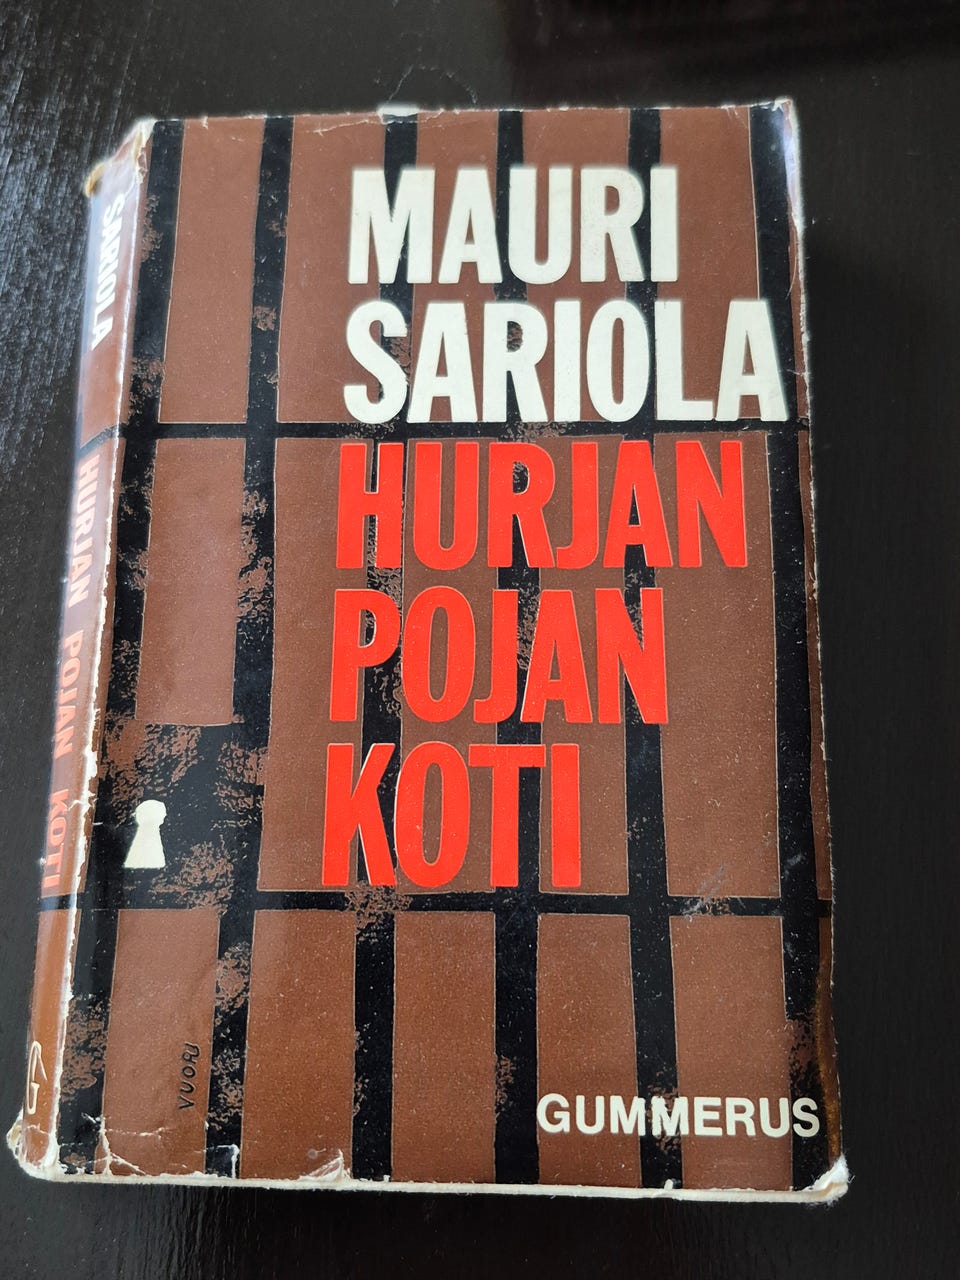 MAURI
SARIOLA
HURJAN
POJAN
KOTI
GUMMERUS
VUORI
SARIOLA HURJAN POJAN KOTI
G